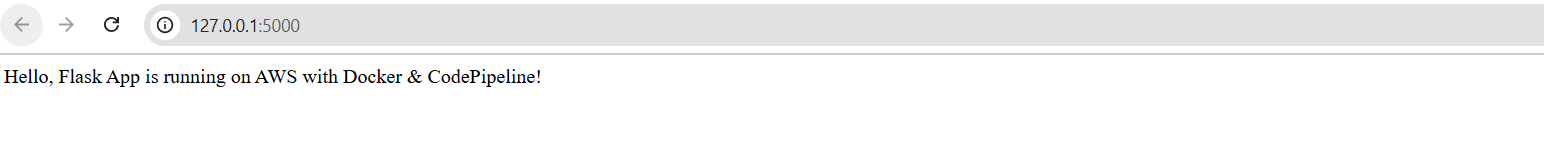 127.0.0.1:5000
Hello, Flask App is running on AWS with Docker & CodePipeline!